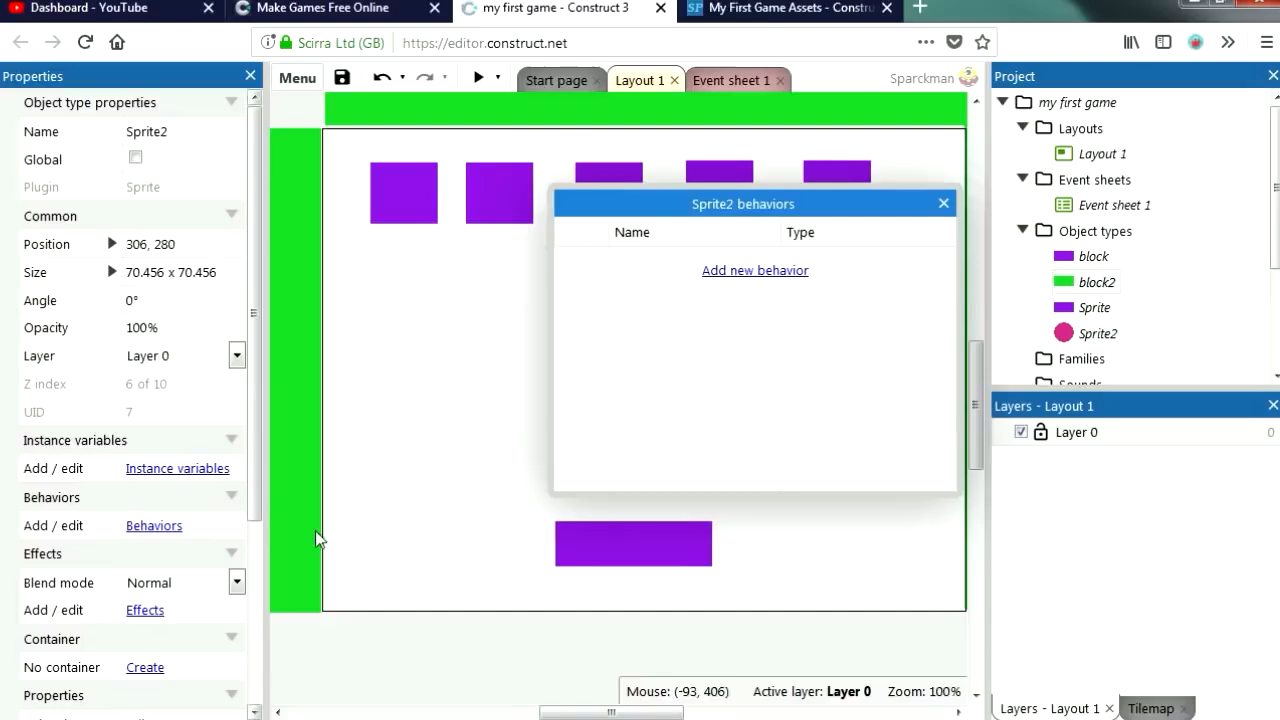 Dashboard - YouTube
Make Games Free Online
my first game - Construct 3
My First Game Assets - Constru
Scirra Ltd (GB)
https://editor.construct.net
Properties
Object type properties
Name Sprite2
Global
Plugin Sprite
Common
Position 306, 280
Size 70.456 x 70.456
Angle 0°
Opacity 100%
Layer Layer 0
Z index 6 of 10
UID 7
Instance variables
Add / edit Instance variables
Behaviors
Add / edit Behaviors
Effects
Blend mode Normal
Add / edit Effects
Container
No container Create
Properties
Menu
Start page
Layout 1
Event sheet 1
Sparckman
Sprite2 behaviors
Name Type
Add new behavior
Mouse: (-93, 406) Active layer: Layer 0 Zoom: 100%
Project
my first game
Layouts
Layout 1
Event sheets
Event sheet 1
Object types
block
block2
Sprite
Sprite2
Families
Sounds
Layers - Layout 1
Layer 0 0
Layers - Layout 1
Tilemap